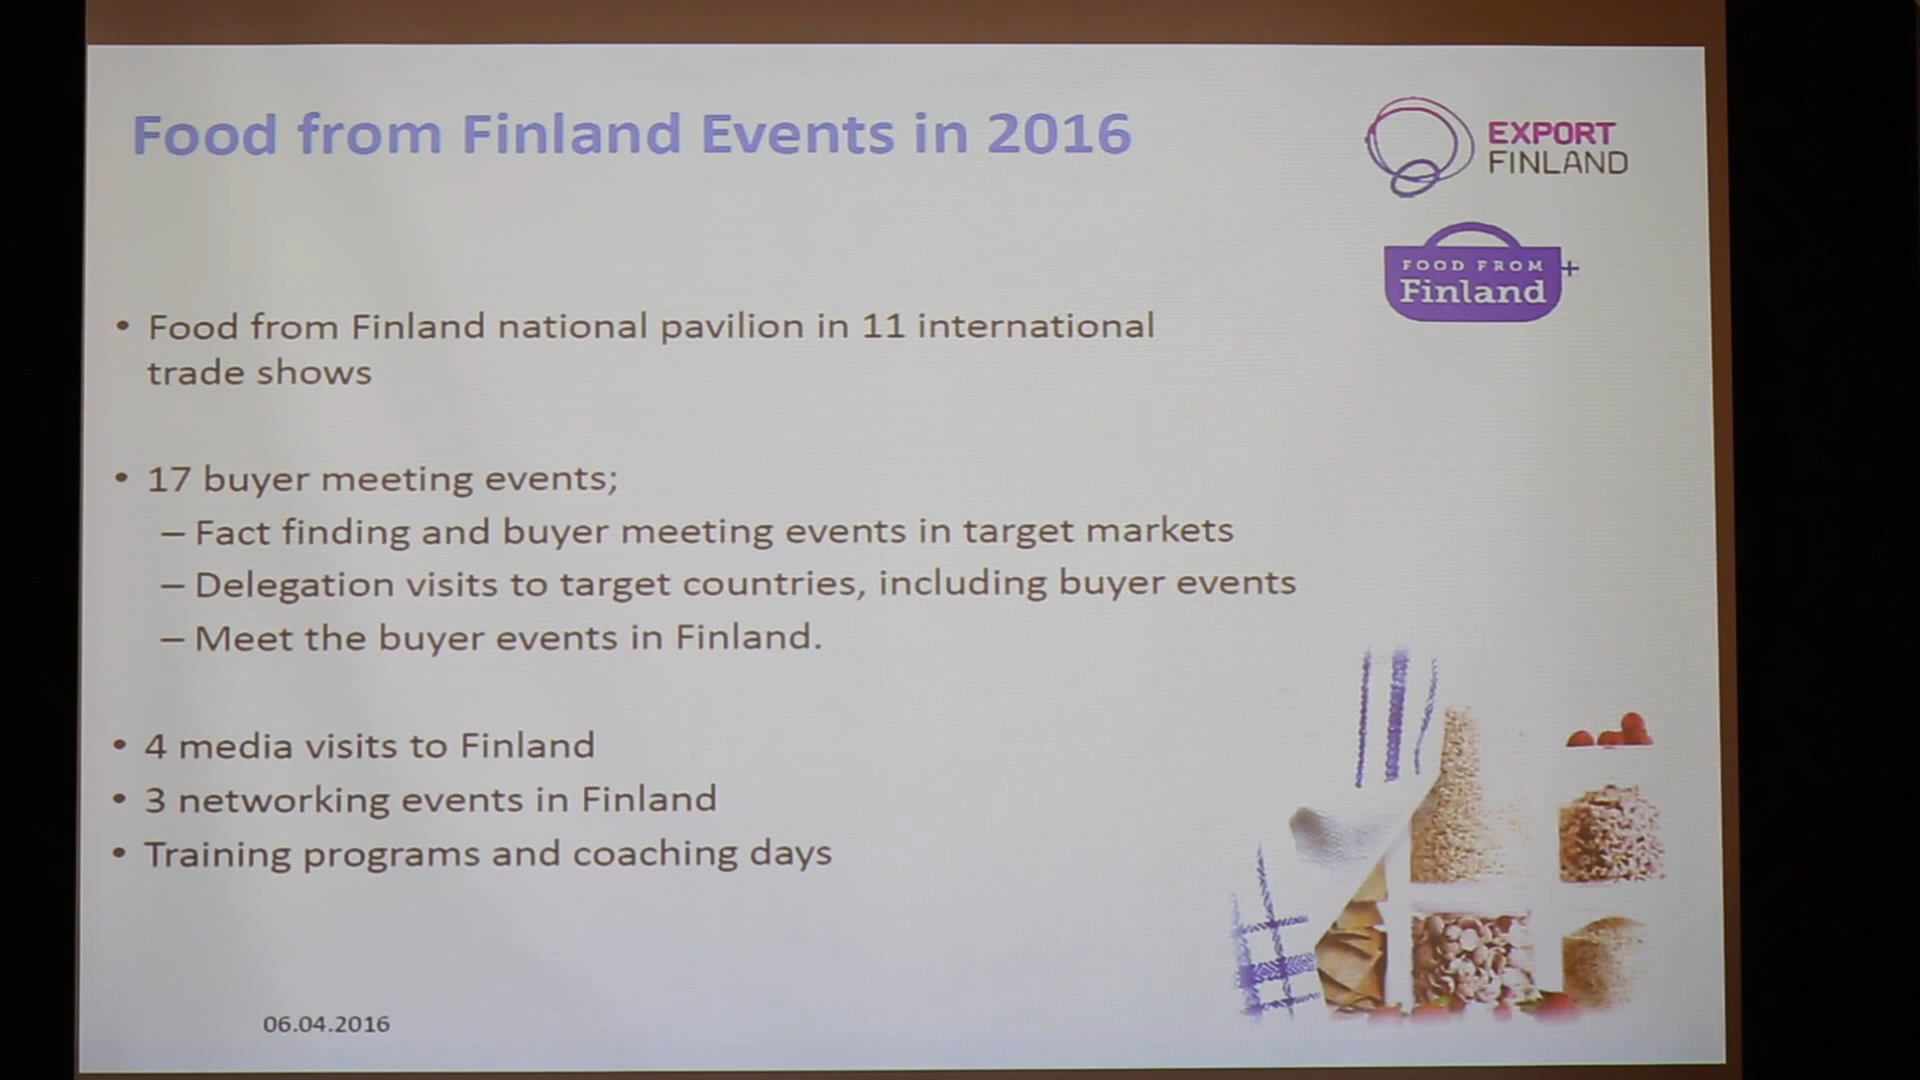 Food from Finland Events in 2016
EXPORT
FINLAND
FOOD FROM
Finland
• Food from Finland national pavilion in 11 international
trade shows
• 17 buyer meeting events;
– Fact finding and buyer meeting events in target markets
– Delegation visits to target countries, including buyer events
– Meet the buyer events in Finland.
• 4 media visits to Finland
• 3 networking events in Finland
• Training programs and coaching days
06.04.2016